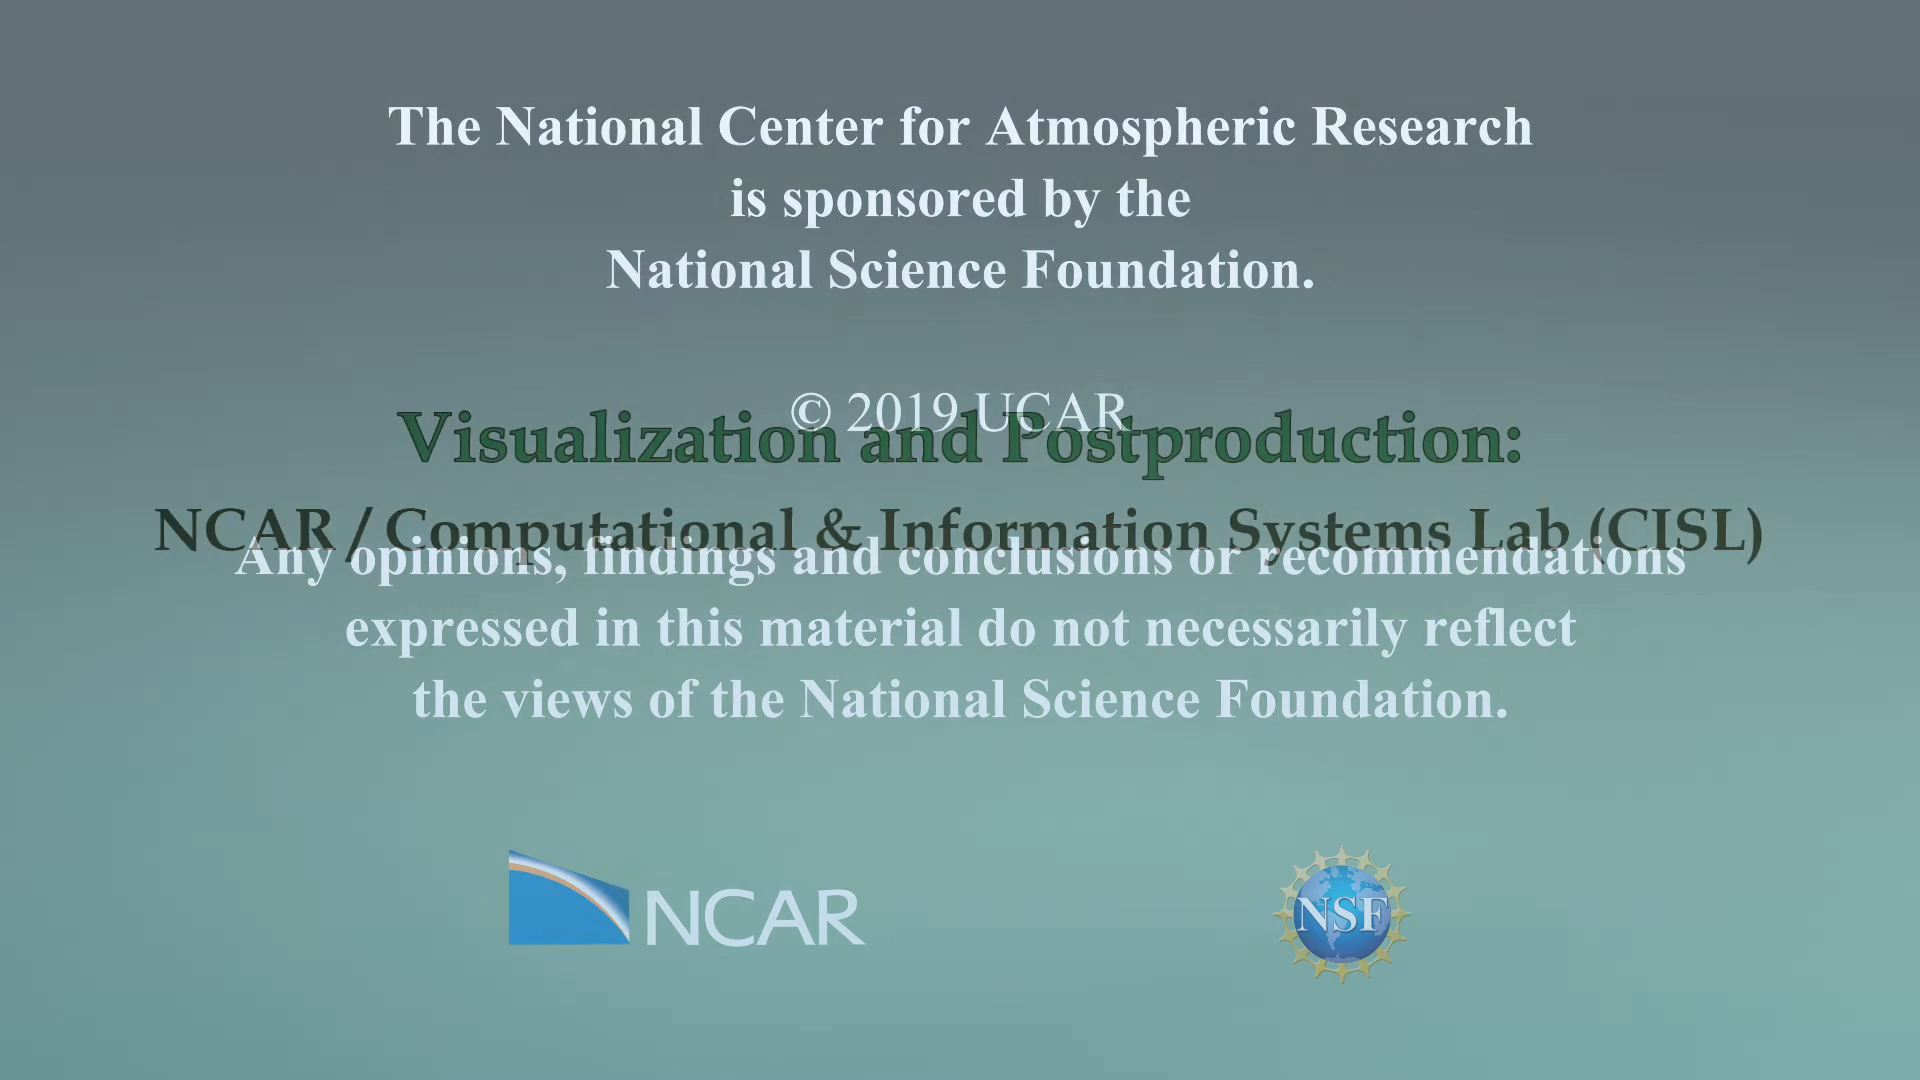 The National Center for Atmospheric Research
is sponsored by the
National Science Foundation.
© 2019 UCAR
Visualization and Postproduction:
NCAR / Computational & Information Systems Lab (CISL)
Any opinions, findings and conclusions or recommendations
expressed in this material do not necessarily reflect
the views of the National Science Foundation.
NCAR
NSF